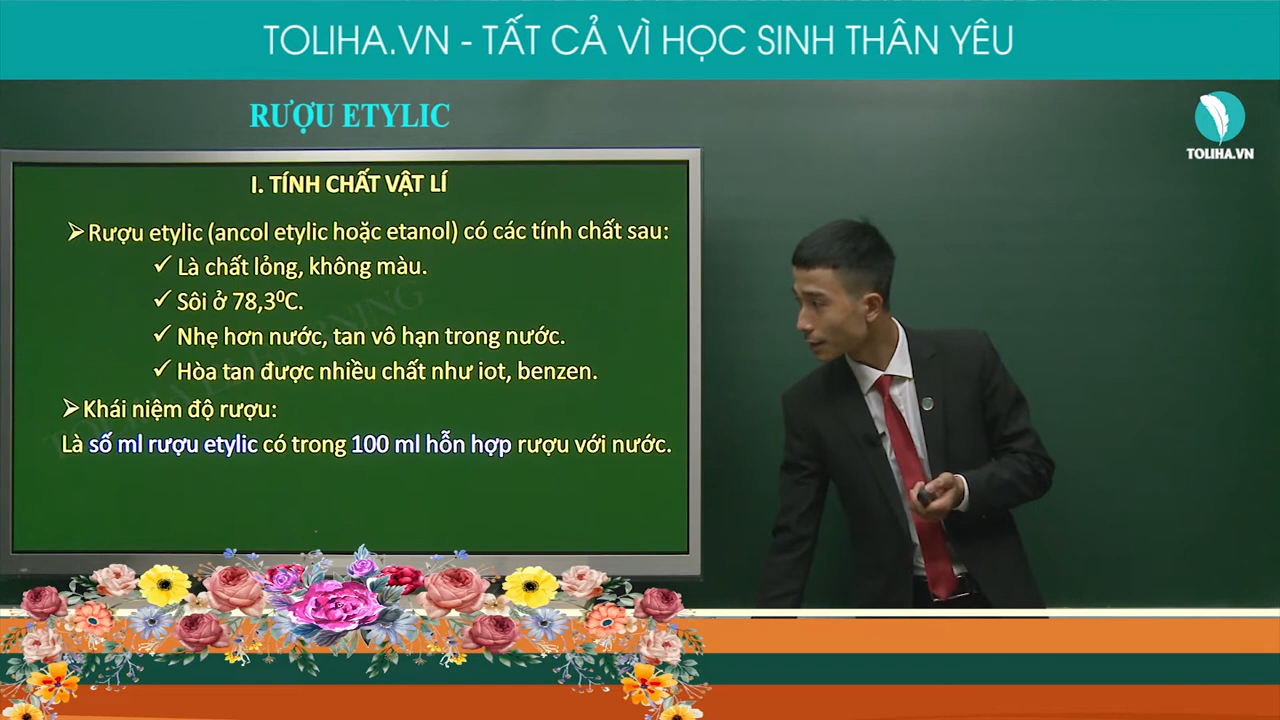 TOLIHA.VN - TẤT CẢ VÌ HỌC SINH THÂN YÊU
RƯỢU ETYLIC
TOLIHA.VN
I. TÍNH CHẤT VẬT LÍ
➢Rượu etylic (ancol etylic hoặc etanol) có các tính chất sau:
✓ Là chất lỏng, không màu.
✓ Sôi ở 78,3⁰C.
✓ Nhẹ hơn nước, tan vô hạn trong nước.
✓ Hòa tan được nhiều chất như iot, benzen.
➢Khái niệm độ rượu:
Là số ml rượu etylic có trong 100 ml hỗn hợp rượu với nước.